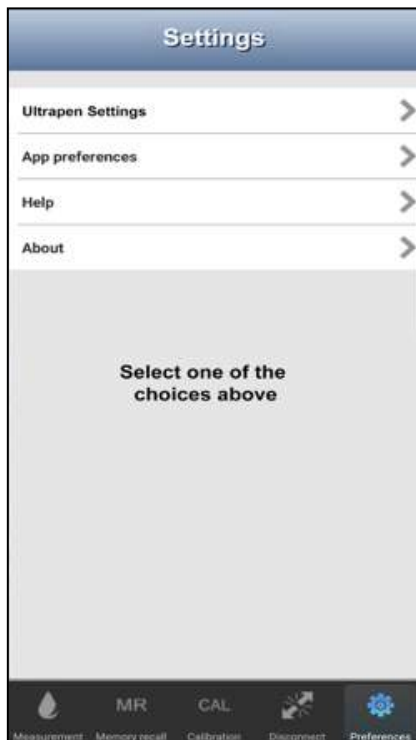 Settings
Ultrapen Settings
App preferences
Help
About
Select one of the
choices above
MR
CAL
Measurement
Memory recall
Calibration
Disconnect
Preferences